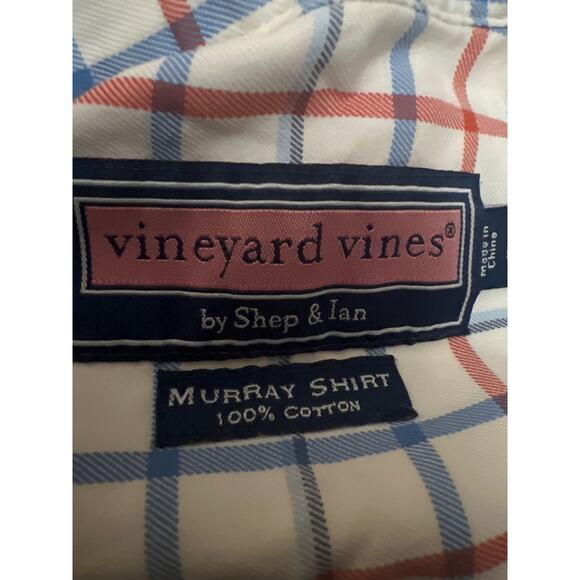 vineyard vines®
by Shep & Ian
Made in
China
MURRAY SHIRT
100% COTTON